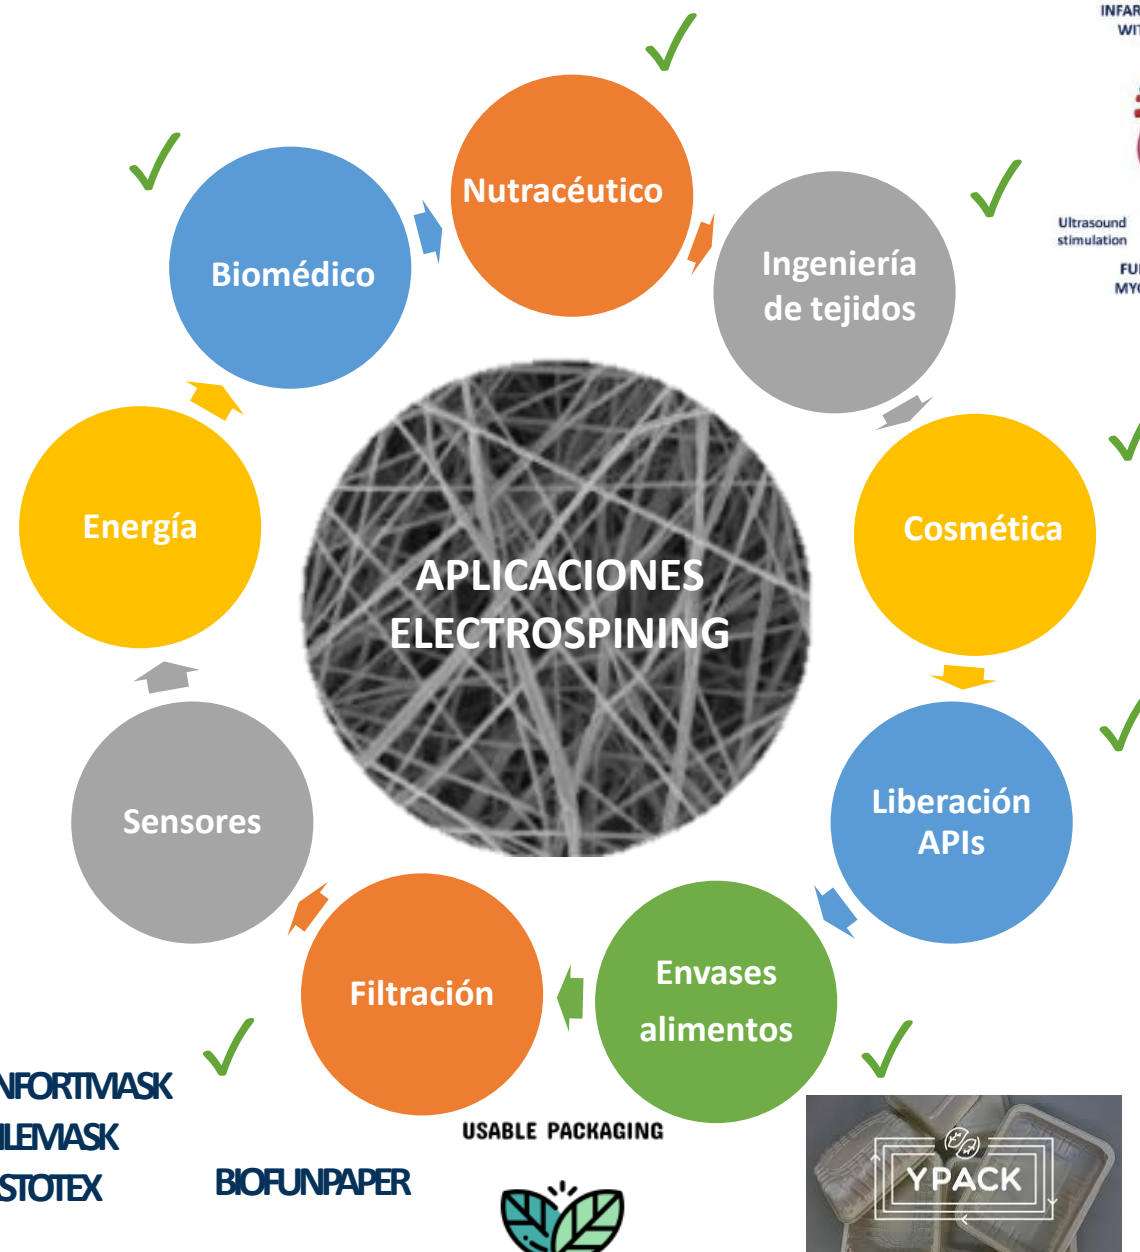 Nutracéutico
Ultrasound
stimulation
Ingeniería
de tejidos
Biomédico
Energía
Cosmética
APLICACIONES
ELECTROSPINING
Sensores
Liberación
APIs
Filtración
Envases
alimentos
USABLE PACKAGING
BIOFUNPAPER
YPACK